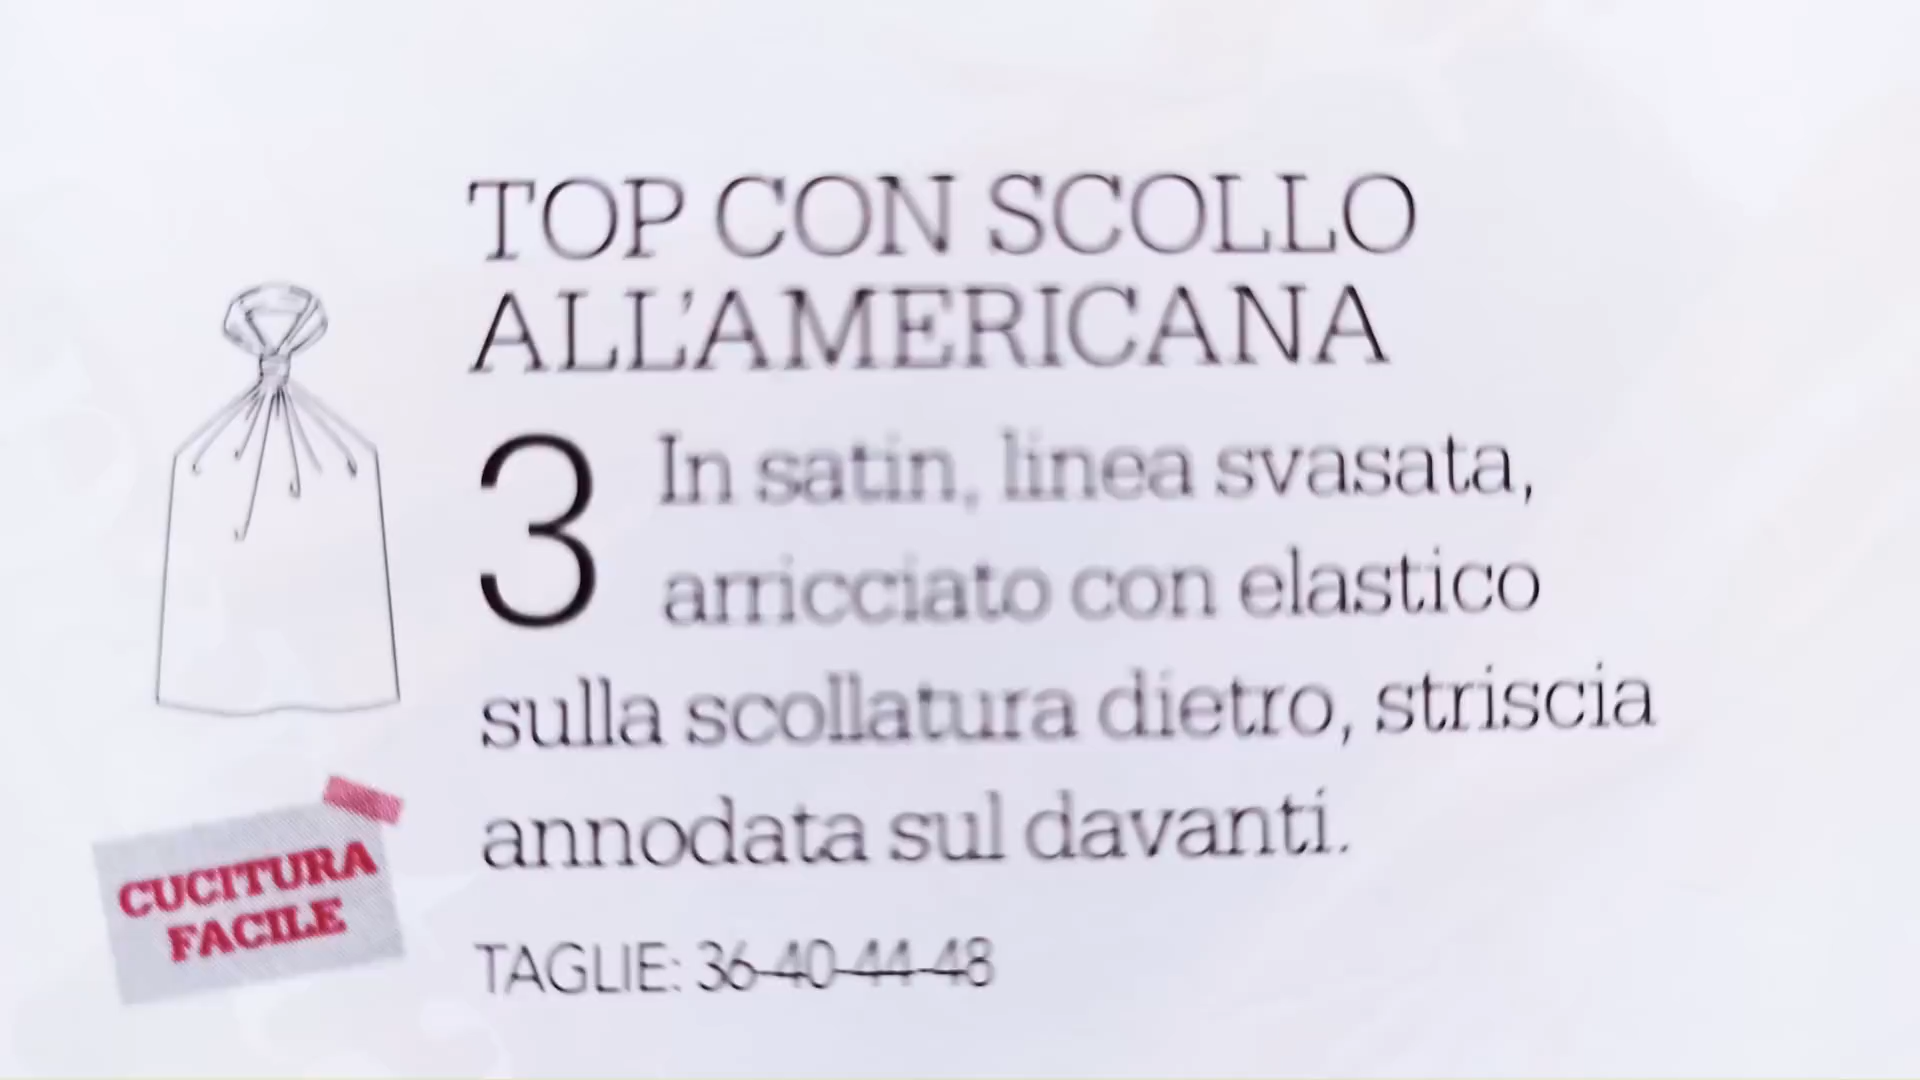 TOP CON SCOLLO
ALL'AMERICANA
3 In satin, linea svasata,
arricciato con elastico
sulla scollatura dietro, striscia
annodata sul davanti.
CUCITURA
FACILE
TAGLIE: 36-40-44-48